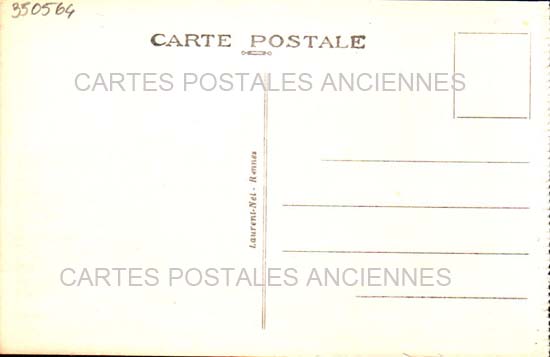 350564
CARTE POSTALE
CARTES POSTALES ANCIENNES
Laurent-Nel - Rennes
CARTES POSTALES ANCIENNES